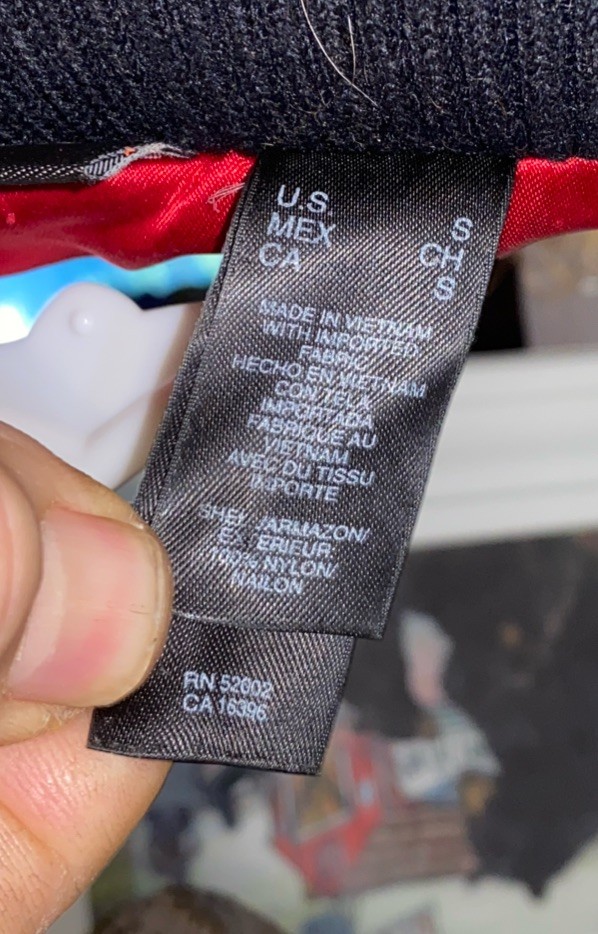 U.S. S
MEX CH
CA S
MADE IN VIETNAM
WITH IMPORTED
FABRIC
HECHO EN VIETNAM
CON TELA
IMPORTADA
FABRIQUÉ AU
VIETNAM
AVEC DU TISSU
IMPORTÉ
SHELL/ARMAZON/
EXTERIEUR
100% NYLON/
NAILON
RN 52002
CA 16396